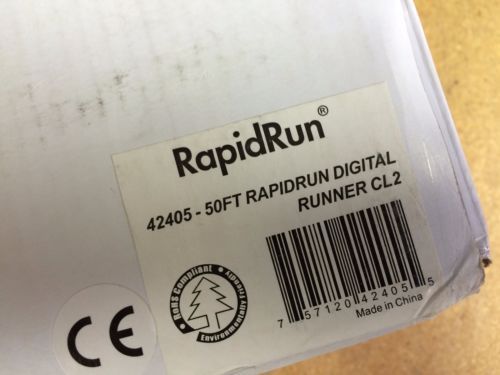 RapidRun®
42405 - 50FT RAPIDRUN DIGITAL
RUNNER CL2
RoHS Compliant
Environmentally Friendly
7 57120 42405 5
Made in China
CE